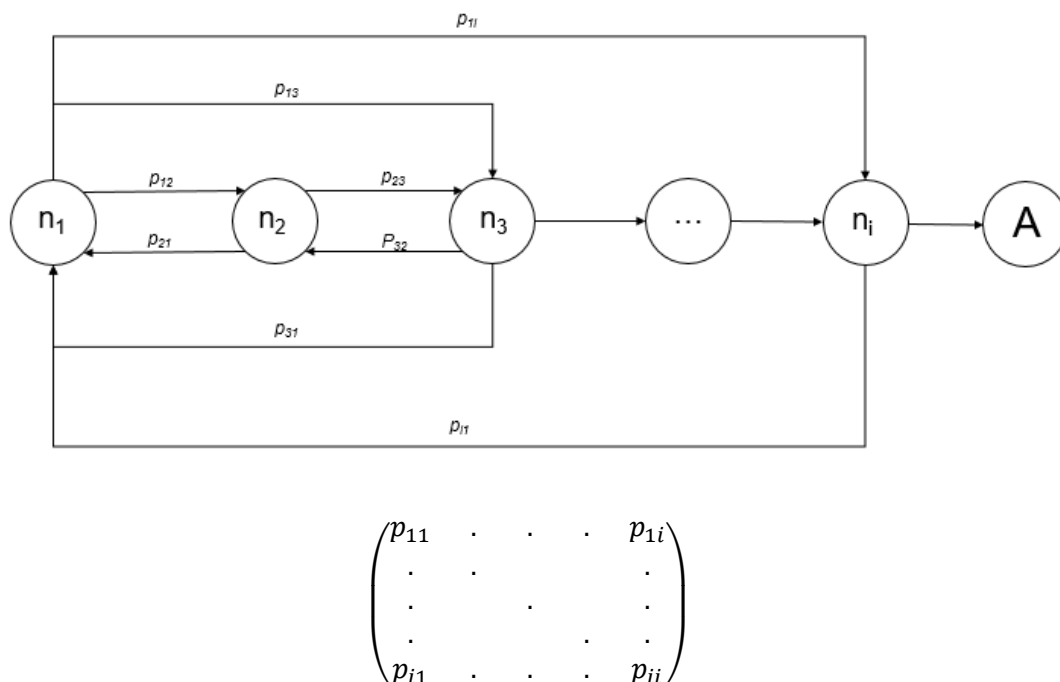 p₁ᵢ
p₁₃
p₁₂ p₂₃
n₁ n₂ n₃ ... nᵢ A
p₂₁ P₃₂
p₃₁
pᵢ₁
p₁₁ . . . p₁ᵢ
. . .
. . .
. . .
pᵢ₁ . . . pᵢᵢ